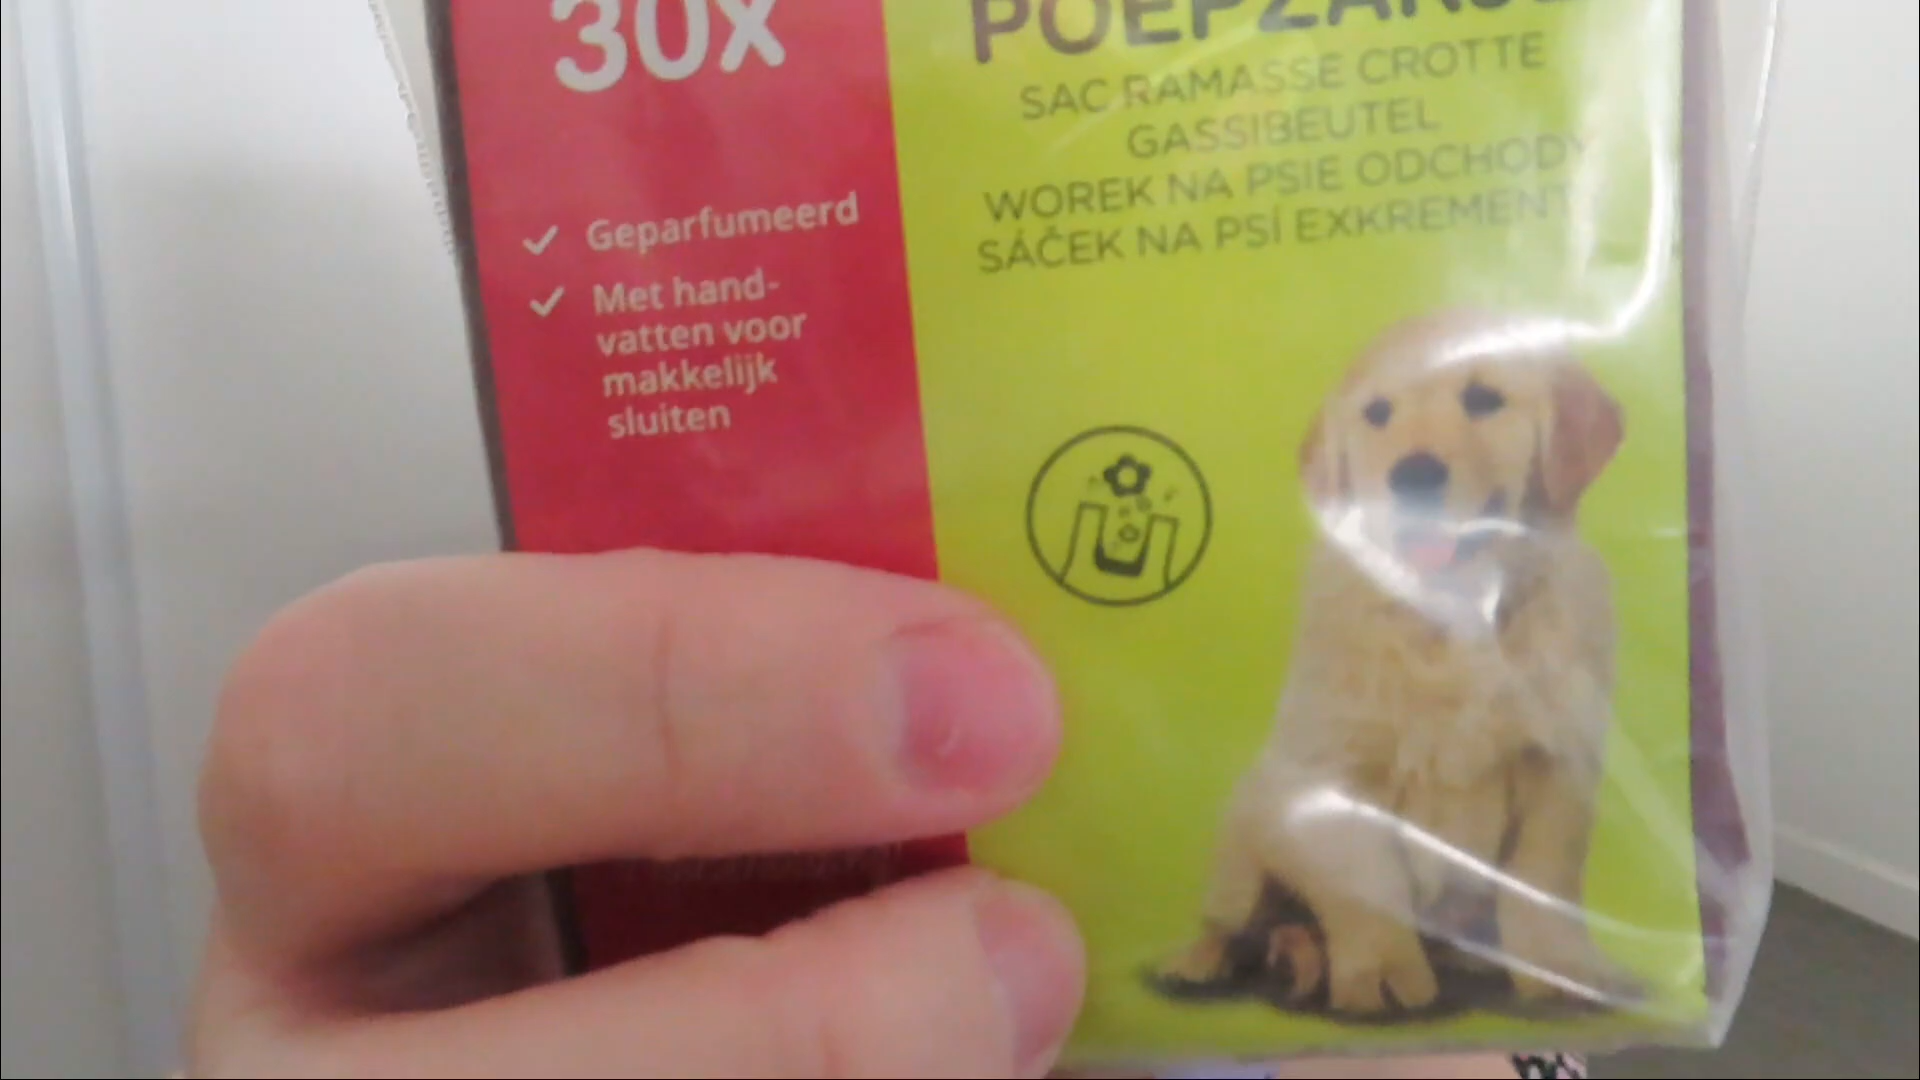 30x
Geparfumeerd
Met hand-
vatten voor
makkelijk
sluiten
SAC RAMASSE CROTTE
GASSIBEUTEL
WOREK NA PSIE ODCHODY
SÁČEK NA PSÍ EXKREMENT